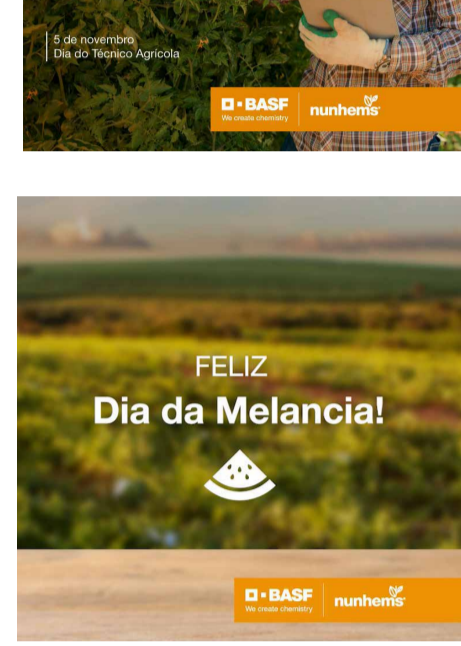 5 de novembro
Dia do Técnico Agrícola
BASF
We create chemistry
nunhems
FELIZ
Dia da Melancia!
BASF
We create chemistry
nunhems